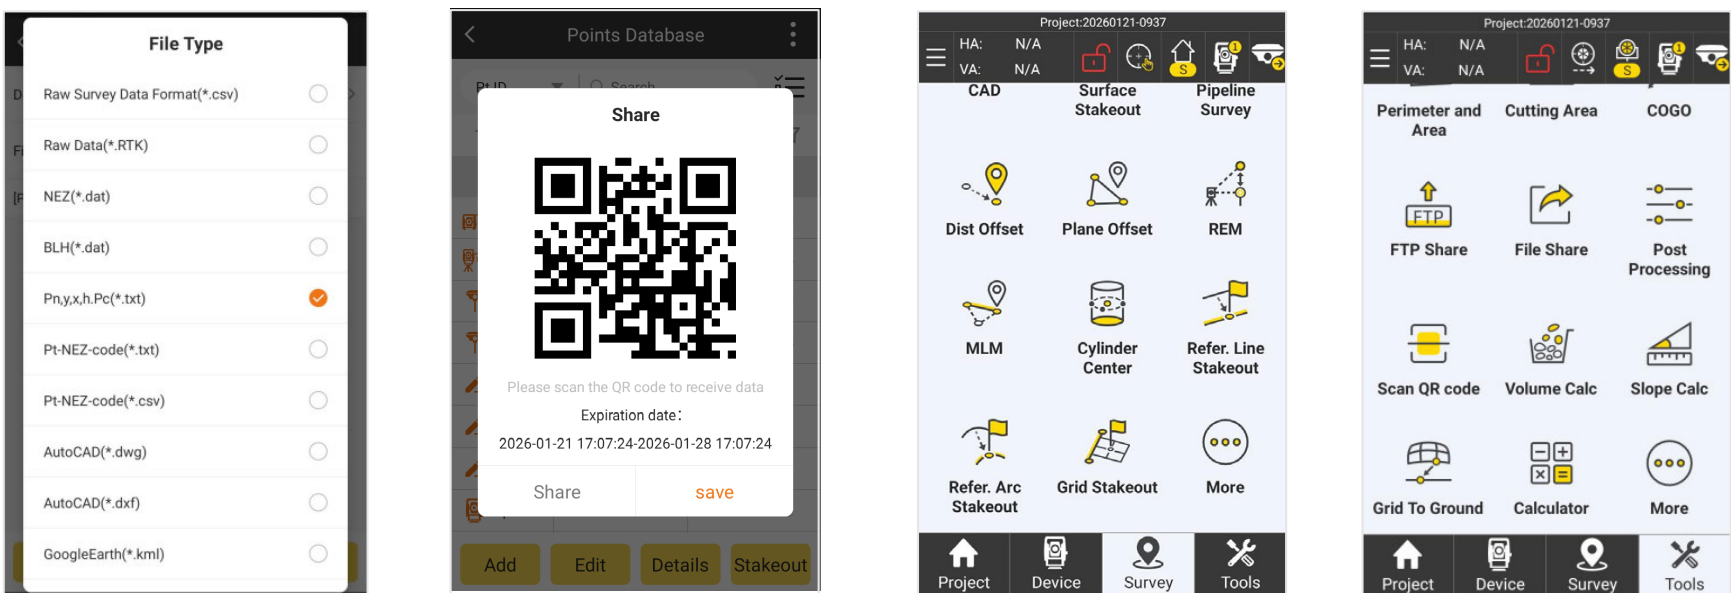 File Type
Raw Survey Data Format(*.csv)
Raw Data(*.RTK)
NEZ(*.dat)
BLH(*.dat)
Pn,y,x,h.Pc(*.txt)
Pt-NEZ-code(*.txt)
Pt-NEZ-code(*.csv)
AutoCAD(*.dwg)
AutoCAD(*.dxf)
GoogleEarth(*.kml)
Points Database
Share
Please scan the QR code to receive data
Expiration date:
2026-01-21 17:07:24-2026-01-28 17:07:24
Share save
Add Edit Details Stakeout
Project:20260121-0937
HA: N/A
VA: N/A
S
1
CAD
Surface
Stakeout
Pipeline
Survey
Dist Offset
Plane Offset
REM
MLM
Cylinder
Center
Refer. Line
Stakeout
Refer. Arc
Stakeout
Grid Stakeout
More
Project Device Survey Tools
Project:20260121-0937
HA: N/A
VA: N/A
S
1
Perimeter and
Area
Cutting Area
COGO
FTP
FTP Share
File Share
Post
Processing
Scan QR code
Volume Calc
Slope Calc
Grid To Ground
Calculator
More
Project Device Survey Tools